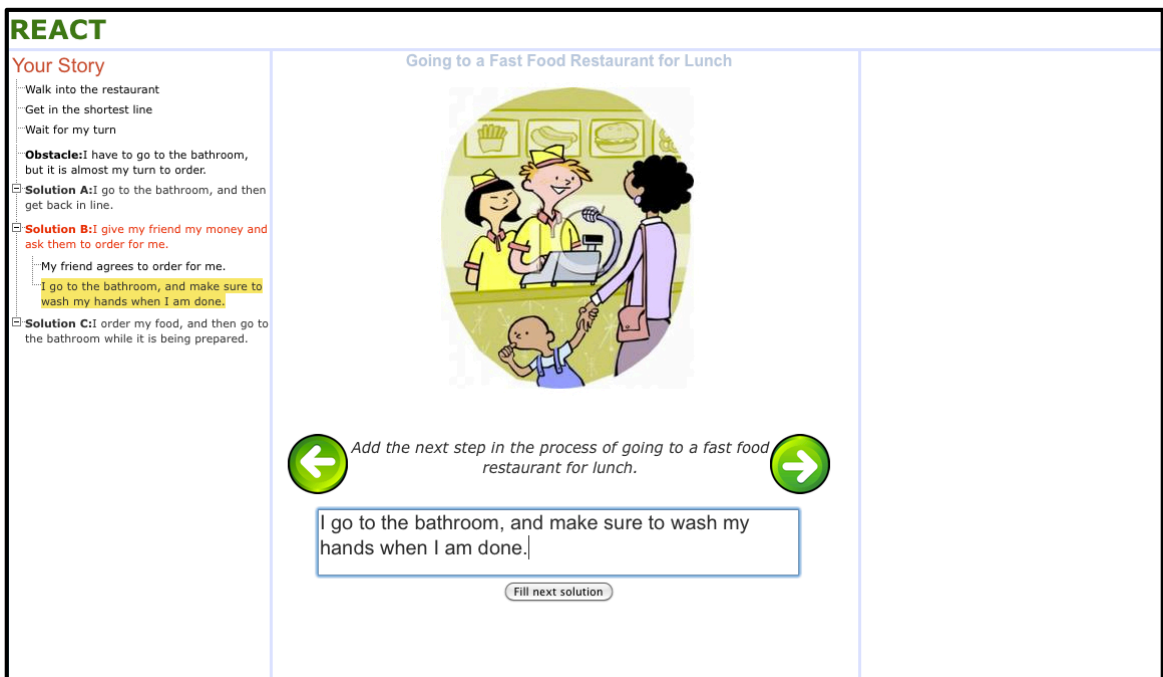 REACT
Your Story
Walk into the restaurant
Get in the shortest line
Wait for my turn
Obstacle:I have to go to the bathroom,
but it is almost my turn to order.
Solution A:I go to the bathroom, and then
get back in line.
Solution B:I give my friend my money and
ask them to order for me.
My friend agrees to order for me.
I go to the bathroom, and make sure to
wash my hands when I am done.
Solution C:I order my food, and then go to
the bathroom while it is being prepared.
Going to a Fast Food Restaurant for Lunch
Add the next step in the process of going to a fast food
restaurant for lunch.
I go to the bathroom, and make sure to wash my
hands when I am done.
Fill next solution